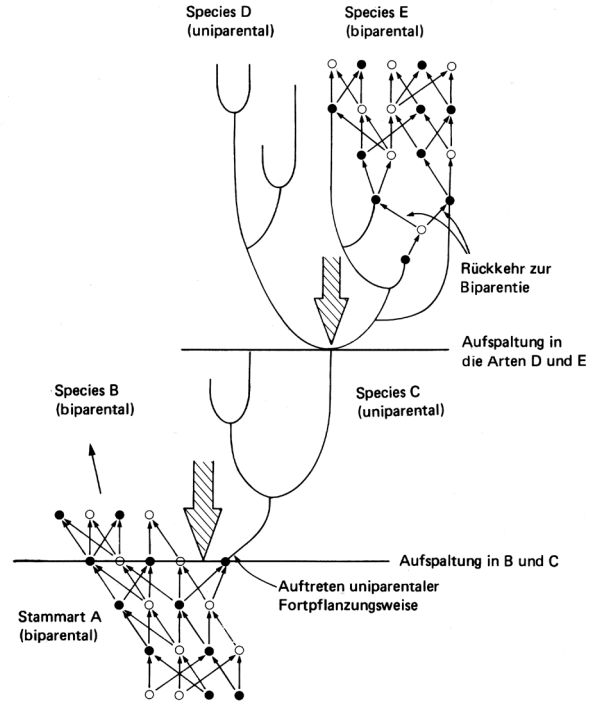 Species D
(uniparental)
Species E
(biparental)
Rückkehr zur
Biparentie
Aufspaltung in
die Arten D und E
Species B
(biparental)
Species C
(uniparental)
Aufspaltung in B und C
Auftreten uniparentaler
Fortpflanzungsweise
Stammart A
(biparental)